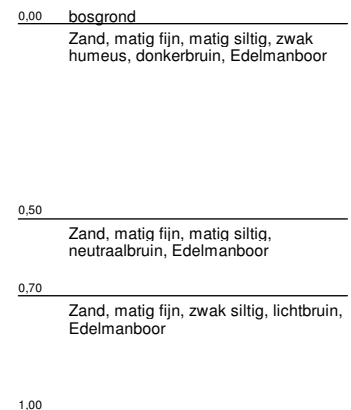 0,00 bosgrond
Zand, matig fijn, matig siltig, zwak
humeus, donkerbruin, Edelmanboor
0,50
Zand, matig fijn, matig siltig,
neutraalbruin, Edelmanboor
0,70
Zand, matig fijn, zwak siltig, lichtbruin,
Edelmanboor
1,00